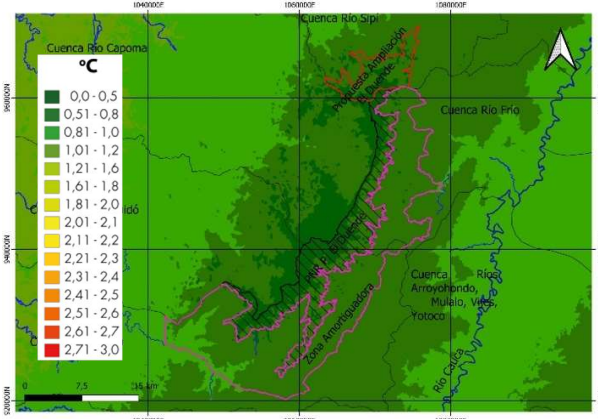 1040000E 1060000E 1080000E
Cuenca Río Sipí
Cuenca Río Capoma
Propuesta Ampliación
El Duende
Cuenca Río Frío
°C
0,0 - 0,5
0,51 - 0,8
0,81 - 1,0
1,01 - 1,2
1,21 - 1,6
1,61 - 1,8
1,81 - 2,0
2,01 - 2,1
2,11 - 2,2
2,21 - 2,3
2,31 - 2,4
2,41 - 2,5
2,51 - 2,6
2,61 - 2,7
2,71 - 3,0
El Duende
Zona Amortiguadora
Cuenca Ríos:
Arroyohondo,
Mulalo, Vijes,
Yotoco
Río Cauca
0 7,5 15 km